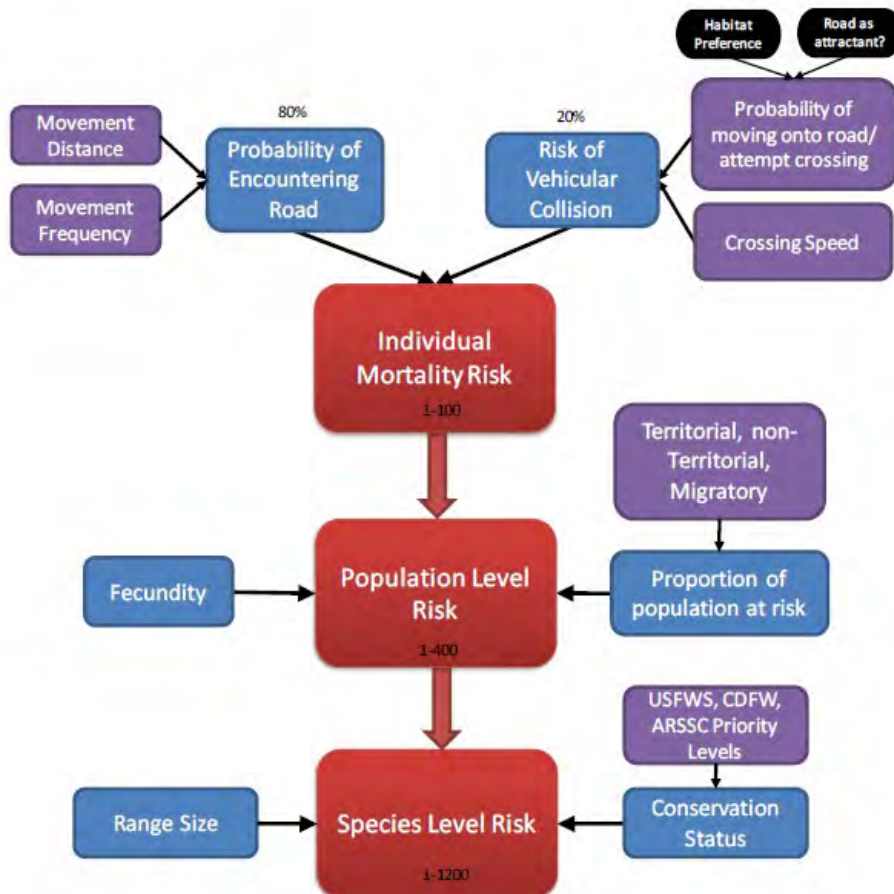 Habitat
Preference
Road as
attractant?
80%
20%
Movement
Distance
Movement
Frequency
Probability of
Encountering
Road
Risk of
Vehicular
Collision
Probability of
moving onto road/
attempt crossing
Crossing Speed
Individual
Mortality Risk
1-100
Territorial, non-
Territorial,
Migratory
Fecundity
Population Level
Risk
1-400
Proportion of
population at risk
USFWS, CDFW,
ARSSC Priority
Levels
Range Size
Species Level Risk
1-1200
Conservation
Status